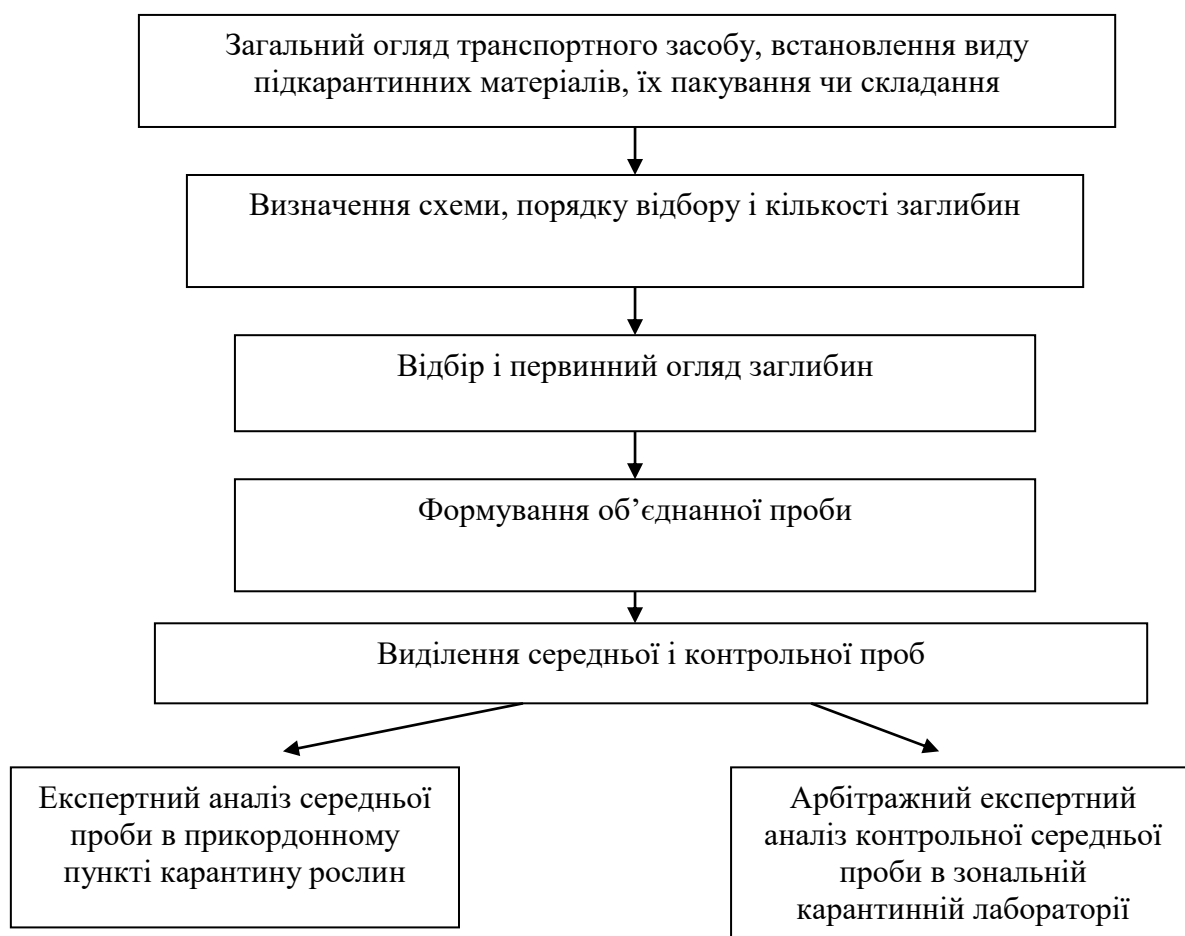 Загальний огляд транспортного засобу, встановлення виду
підкарантинних матеріалів, їх пакування чи складання
Визначення схеми, порядку відбору і кількості заглибин
Відбір і первинний огляд заглибин
Формування об’єднанної проби
Виділення середньої і контрольної проб
Експертний аналіз середньої
проби в прикордонному
пункті карантину рослин
Арбітражний експертний
аналіз контрольної середньої
проби в зональній
карантинній лабораторії